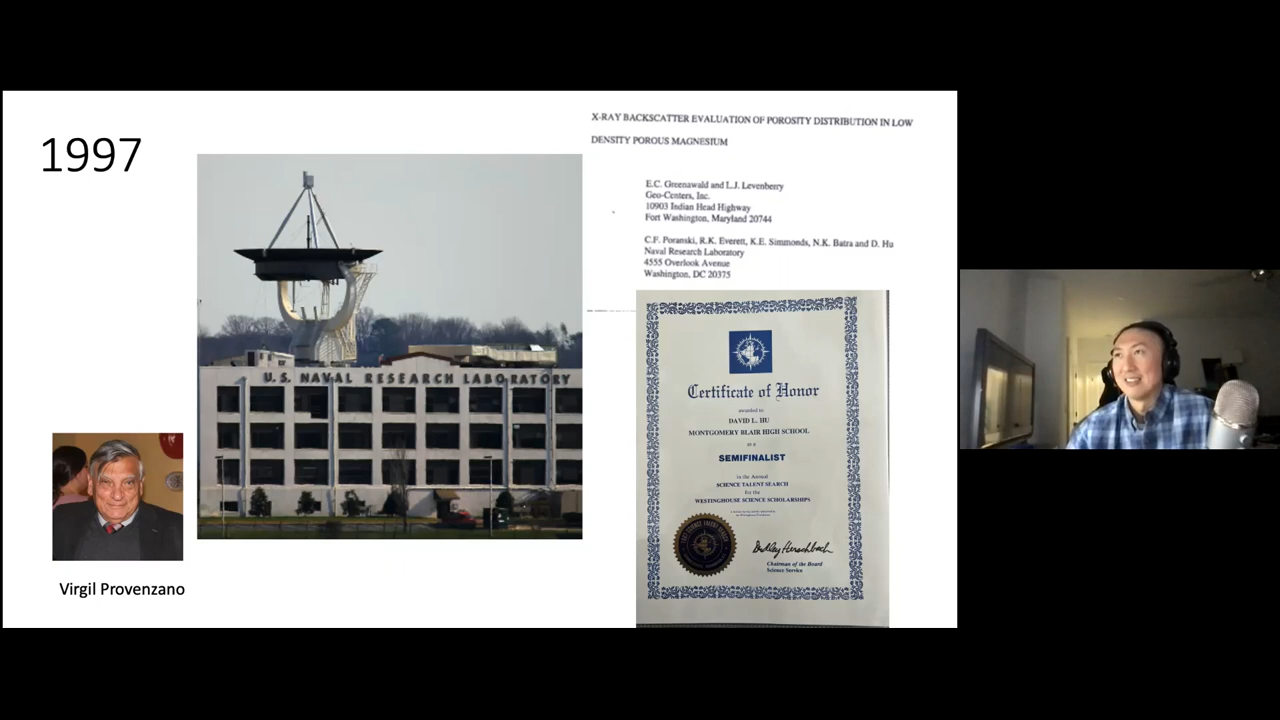 1997
X-RAY BACKSCATTER EVALUATION OF POROSITY DISTRIBUTION IN LOW
DENSITY POROUS MAGNESIUM
E.C. Greenawald and L.J. Levenberry
Geo-Centers, Inc.
10903 Indian Head Highway
Fort Washington, Maryland 20744
C.F. Poranski, R.K. Everett, K.E. Simmonds, N.K. Batra and D. Hu
Naval Research Laboratory
4555 Overlook Avenue
Washington, DC 20375
U.S. NAVAL RESEARCH LABORATORY
Certificate of Honor
awarded to
DAVID L. HU
MONTGOMERY BLAIR HIGH SCHOOL
as a
SEMIFINALIST
in the Annual
SCIENCE TALENT SEARCH
for the
WESTINGHOUSE SCIENCE SCHOLARSHIPS
Dudley Herschbach
Chairman of the Board
Science Service
Virgil Provenzano